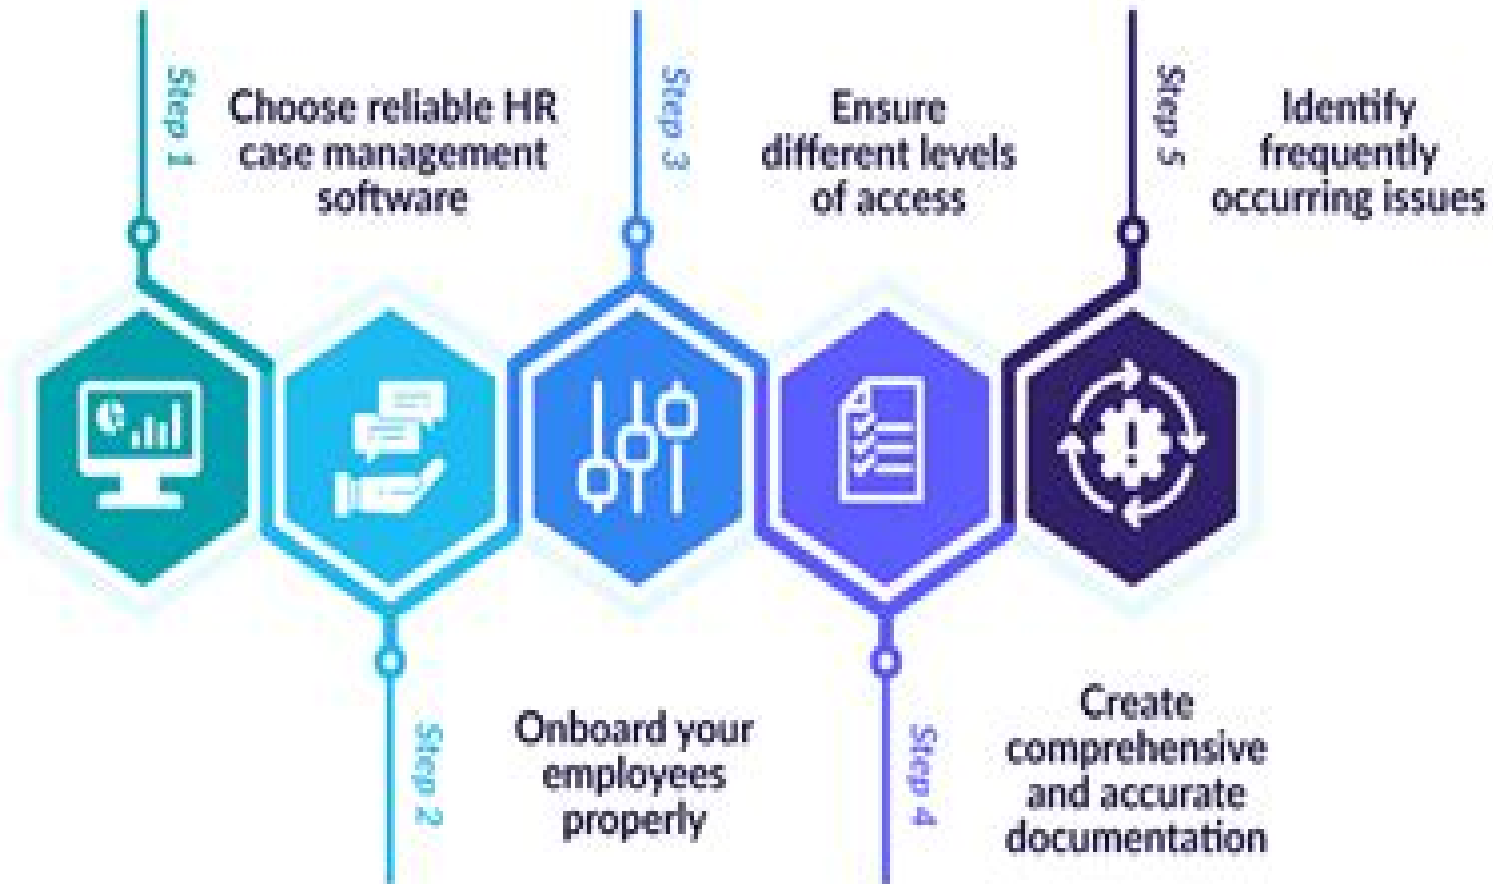 Step 1
Choose reliable HR
case management
software
Step 2
Onboard your
employees
properly
Step 3
Ensure
different levels
of access
Step 4
Create
comprehensive
and accurate
documentation
Step 5
Identify
frequently
occurring issues